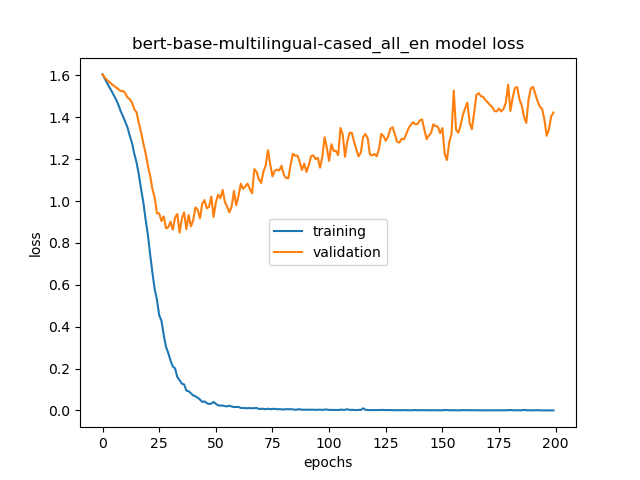 bert-base-multilingual-cased_all_en model loss
1.6
1.4
1.2
1.0
0.8
0.6
0.4
0.2
0.0
loss
training
validation
0 25 50 75 100 125 150 175 200
epochs